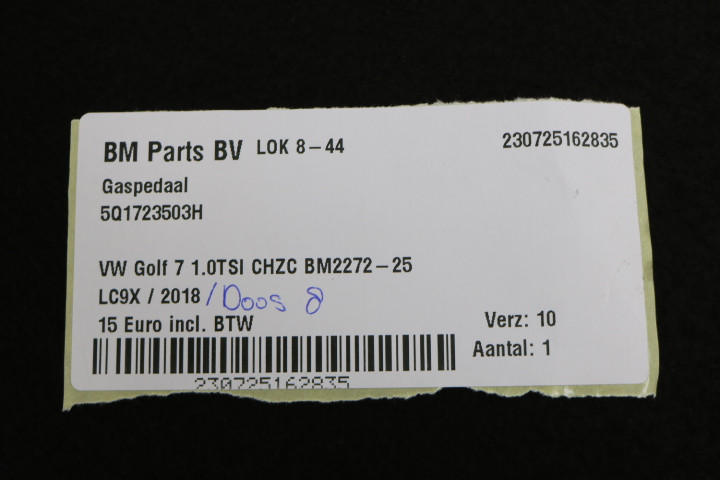 BM Parts BV LOK 8-44 230725162835
Gaspedaal
5Q1723503H
VW Golf 7 1.0TSI CHZC BM2272-25
LC9X / 2018 / Doos 8
15 Euro incl. BTW Verz: 10
Aantal: 1
230725162835